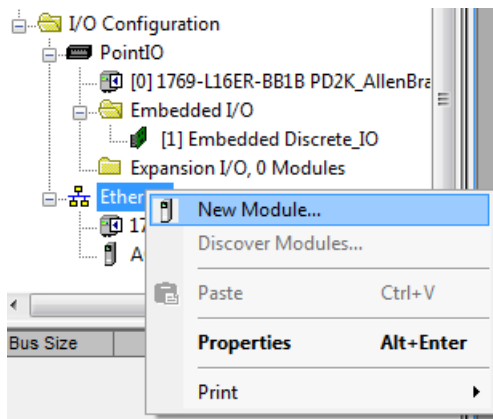 I/O Configuration
PointIO
[0] 1769-L16ER-BB1B PD2K_AllenBra
Embedded I/O
[1] Embedded Discrete_IO
Expansion I/O, 0 Modules
Ether
New Module...
17
Discover Modules...
A
Paste Ctrl+V
Bus Size
Properties Alt+Enter
Print